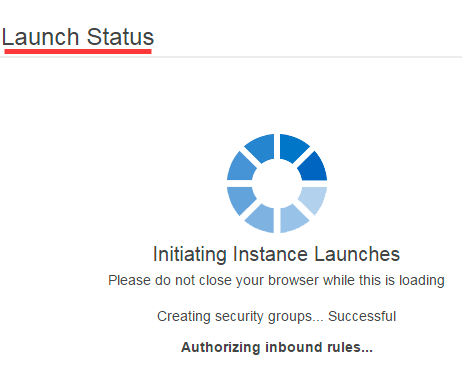 Launch Status
Initiating Instance Launches
Please do not close your browser while this is loading
Creating security groups... Successful
Authorizing inbound rules...